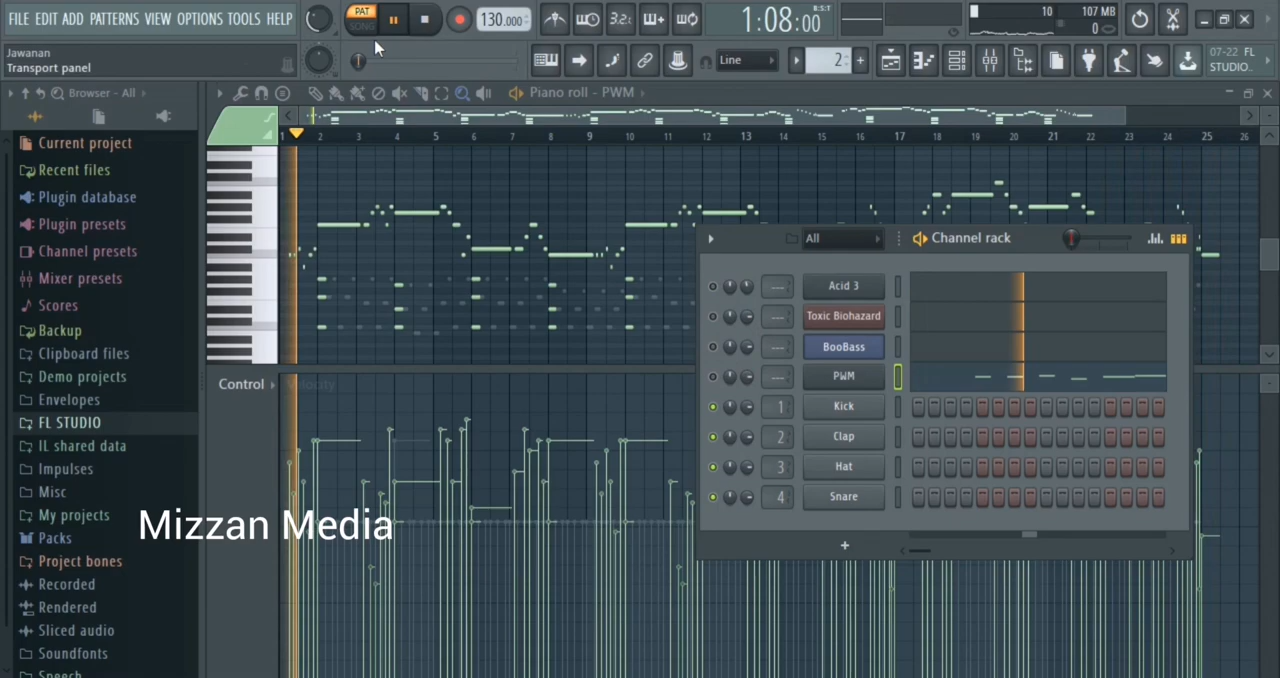 FILE EDIT ADD PATTERNS VIEW OPTIONS TOOLS HELP
PAT
SONG
130.000
3.2.
1:08:00
B:S:T
10
107 MB
0
Jawanan
Transport panel
Line
2
07-22 FL
STUDIO..
Browser - All
Piano roll - PWM
1 2 3 4 5 6 7 8 9 10 11 12 13 14 15 16 17 18 19 20 21 22 23 24 25 26
Current project
Recent files
Plugin database
Plugin presets
Channel presets
Mixer presets
Scores
Backup
Clipboard files
Demo projects
Envelopes
FL STUDIO
IL shared data
Impulses
Misc
My projects
Packs
Project bones
Recorded
Rendered
Sliced audio
Soundfonts
Speech
Control
Velocity
Mizzan Media
All
Channel rack
--- Acid 3
--- Toxic Biohazard
--- BooBass
--- PWM
1 Kick
2 Clap
3 Hat
4 Snare
+